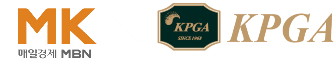 MK
매일경제 MBN
KPGA
SINCE 1968
KPGA